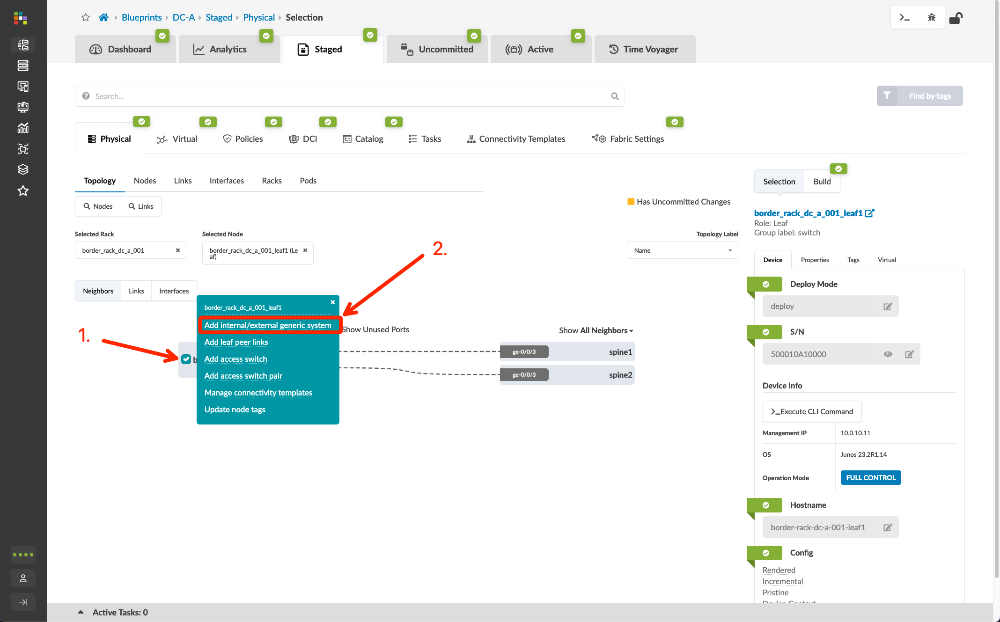 Blueprints DC-A Staged Physical Selection
Dashboard
Analytics
Staged
Uncommitted
Active
Time Voyager
Search...
Find by tags
Physical
Virtual
Policies
DCI
Catalog
Tasks
Connectivity Templates
Fabric Settings
Topology
Nodes
Links
Interfaces
Racks
Pods
Nodes
Links
Has Uncommitted Changes
Selected Rack
border_rack_dc_a_001
Selected Node
border_rack_dc_a_001_leaf1 (Le
af)
Topology Label
Name
2.
Neighbors
Links
Interfaces
border_rack_dc_a_001_leaf1
Add internal/external generic system
Add leaf peer links
Add access switch
Add access switch pair
Manage connectivity templates
Update node tags
1.
b
Show Unused Ports
Show All Neighbors
ge-0/0/3
spine1
ge-0/0/3
spine2
Selection
Build
border_rack_dc_a_001_leaf1
Role: Leaf
Group label: switch
Device
Properties
Tags
Virtual
Deploy Mode
deploy
S/N
500010A10000
Device Info
Execute CLI Command
Management IP
10.0.10.11
OS
Junos 23.2R1.14
Operation Mode
FULL CONTROL
Hostname
border-rack-dc-a-001-leaf1
Config
Rendered
Incremental
Pristine
Device Context
Active Tasks: 0